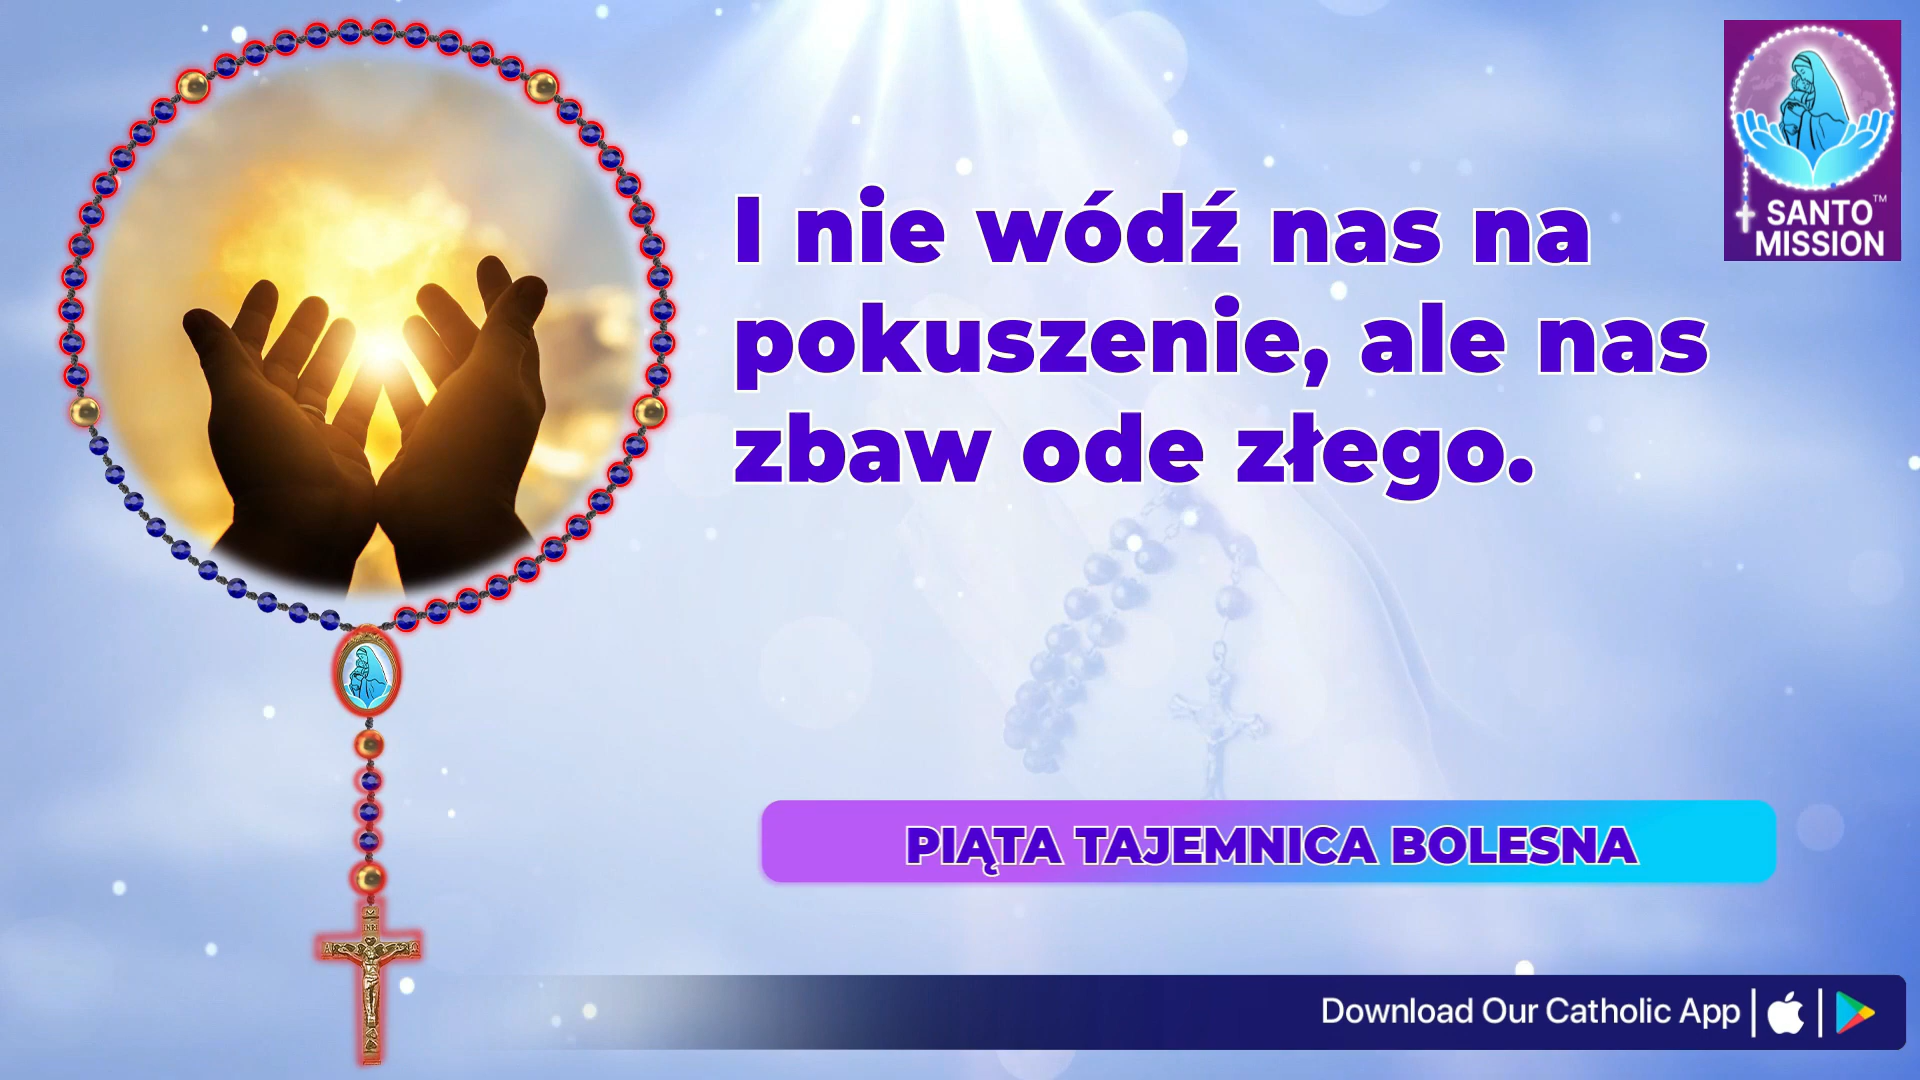 I nie wódź nas na
pokuszenie, ale nas
zbaw ode złego.
SANTO™
MISSION
PIĄTA TAJEMNICA BOLESNA
INRI
Download Our Catholic App